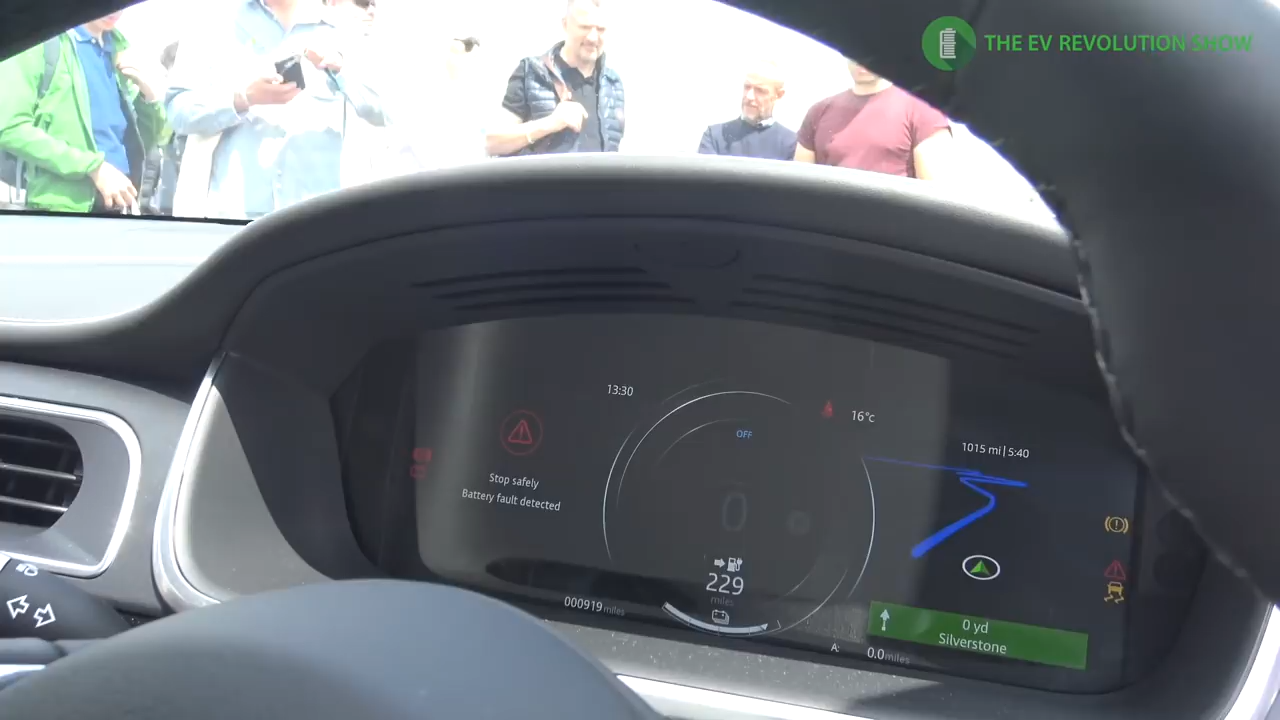 THE EV REVOLUTION SHOW
13:30
16°c
OFF
1015 mi | 5:40
Stop safely
Battery fault detected
0
229
miles
000919 miles
0 yd
Silverstone
A: 0.0 miles